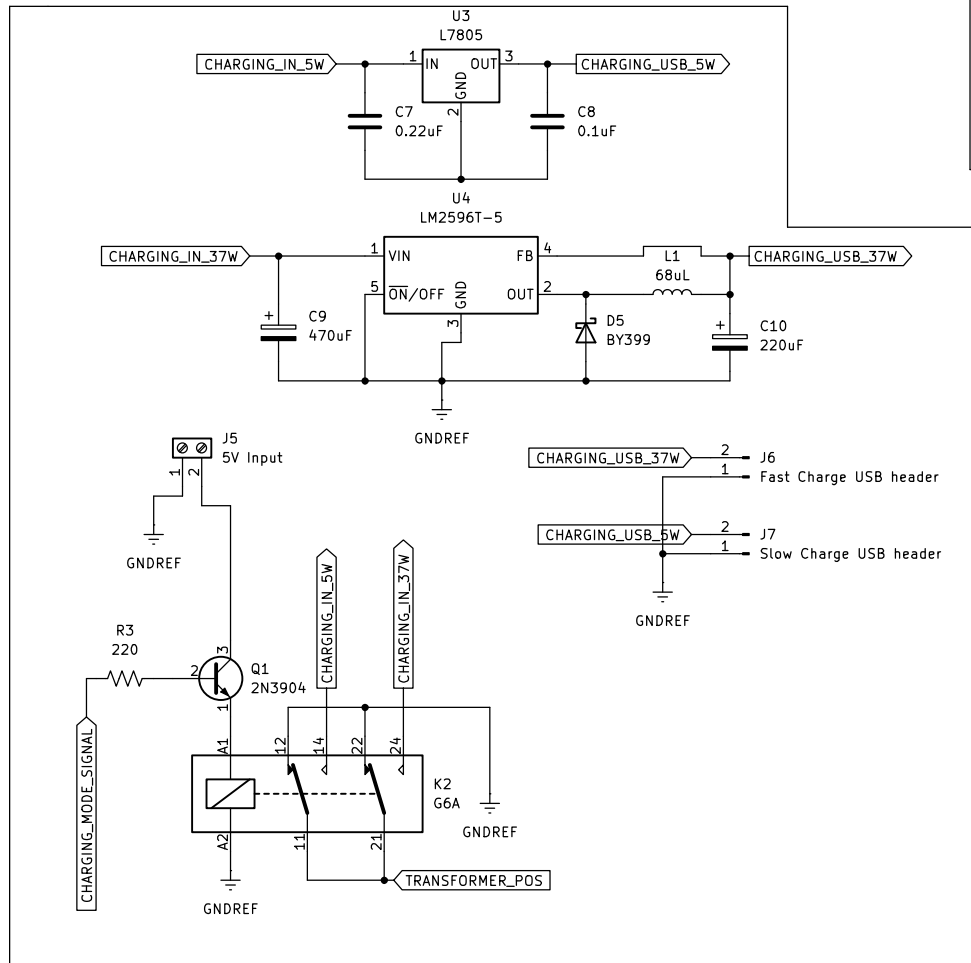 U3
L7805
CHARGING_IN_5W
1
IN
OUT
3
CHARGING_USB_5W
GND
2
C7
0.22uF
C8
0.1uF
U4
LM2596T-5
CHARGING_IN_37W
1
VIN
FB
4
L1
68uL
CHARGING_USB_37W
5
ON/OFF
GND
3
OUT
2
C9
470uF
+
D5
BY399
+
C10
220uF
GNDREF
J5
5V Input
1
2
GNDREF
CHARGING_USB_37W
2
J6
1
Fast Charge USB header
CHARGING_USB_5W
2
J7
1
Slow Charge USB header
GNDREF
CHARGING_IN_5W
CHARGING_IN_37W
R3
220
2
3
Q1
2N3904
1
CHARGING_MODE_SIGNAL
A1
12
14
22
24
K2
G6A
A2
11
21
GNDREF
TRANSFORMER_POS
GNDREF